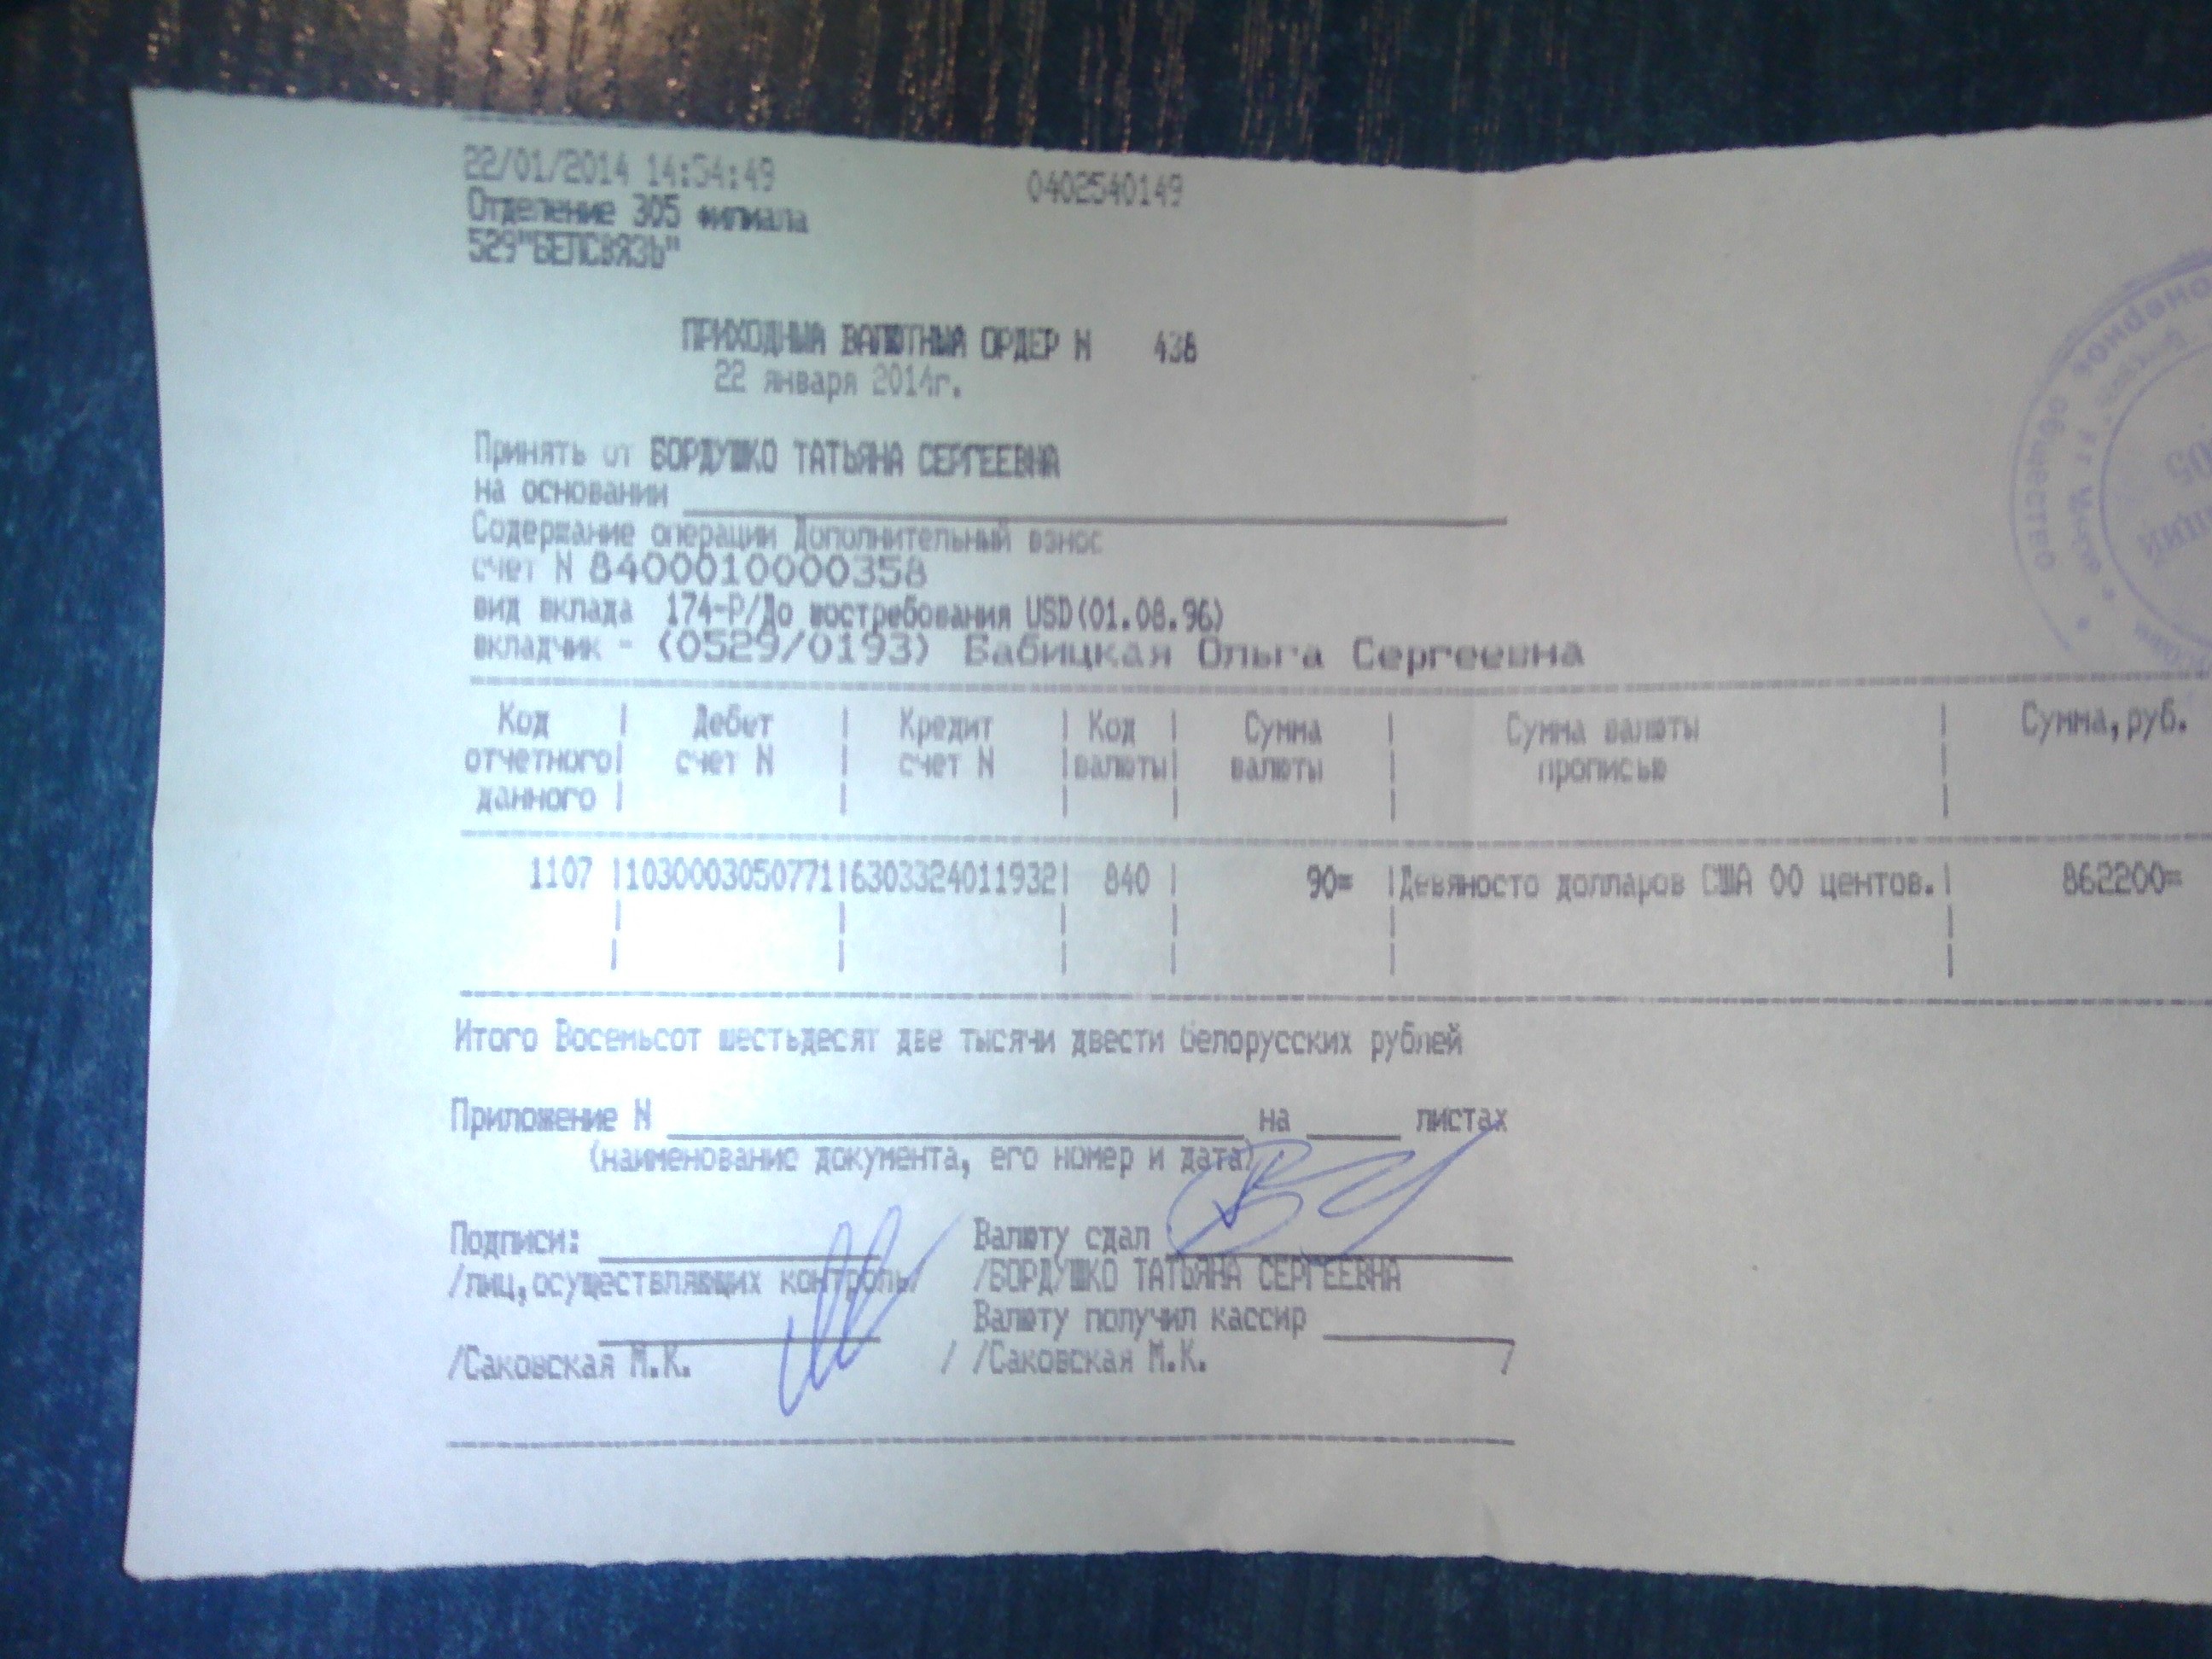 22/01/2014 14:54:49 0402540149
Отделение 305 филиала
529"БЕЛСВЯЗЬ"
ПРИХОДНЫЙ ВАЛЮТНЫЙ ОРДЕР N 438
22 января 2014г.
Принять от БОРДУШКО ТАТЬЯНА СЕРГЕЕВНА
на основании
Содержание операции Дополнительный взнос
счет N 8400010000358
вид вклада 174-Р/До востребования USD(01.08.96)
вкладчик - (0529/0193) Бабицкая Ольга Сергеевна
Код | Дебет | Кредит | Код | Сумма | Сумма валюты | Сумма, руб.
отчетного| счет N | счет N |валюты| валюты | прописью |
данного | | | | | |
1107 |1030003050771|6303324011932| 840 | 90= |Девяносто долларов США 00 центов.| 862200=
Итого Восемьсот шестьдесят две тысячи двести белорусских рублей
Приложение N на листах
(наименование документа, его номер и дата)
Подписи: Валюту сдал
/лиц,осуществляющих контроль/ /БОРДУШКО ТАТЬЯНА СЕРГЕЕВНА
Валюту получил кассир
/Саковская М.К. / /Саковская М.К. /
общество